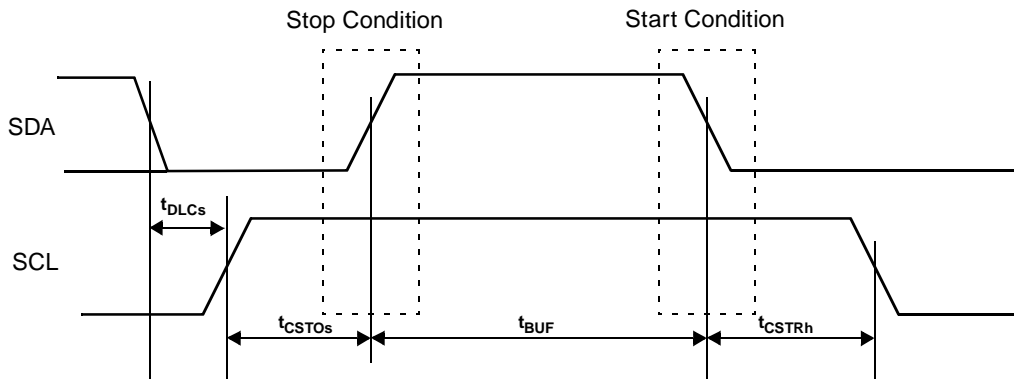 Stop Condition
Start Condition
SDA
tDLCs
SCL
tCSTOs
tBUF
tCSTRh